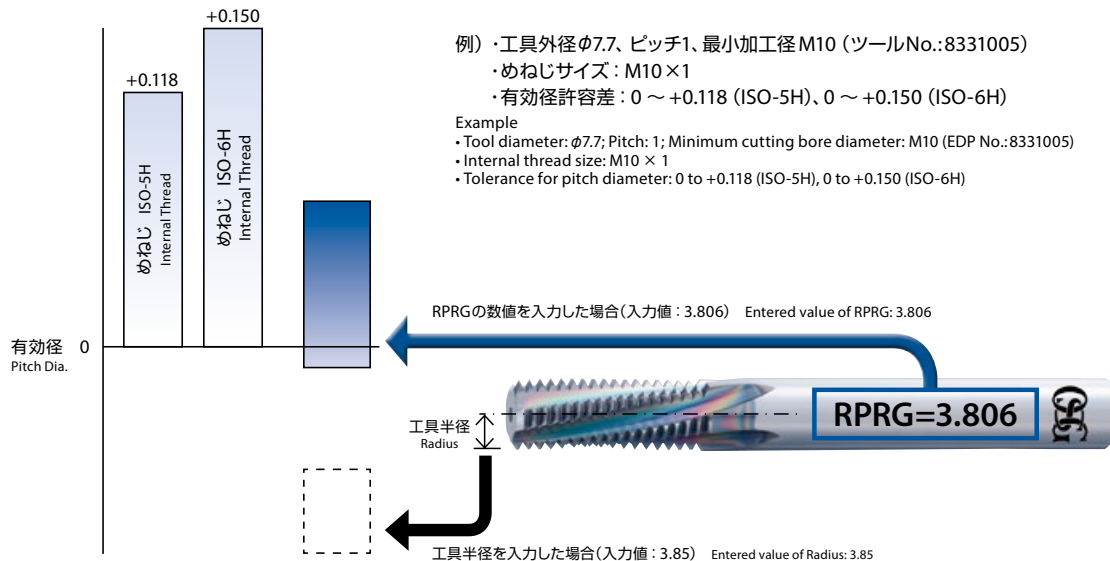 +0.150
+0.118
めねじ ISO-5H
Internal Thread
めねじ ISO-6H
Internal Thread
例）・工具外径φ7.7、ピッチ1、最小加工径M10（ツールNo.:8331005）
・めねじサイズ：M10×1
・有効径許容差：0 ～ +0.118（ISO-5H）、0 ～ +0.150（ISO-6H）
Example
• Tool diameter: φ7.7; Pitch: 1; Minimum cutting bore diameter: M10 (EDP No.:8331005)
• Internal thread size: M10 × 1
• Tolerance for pitch diameter: 0 to +0.118 (ISO-5H), 0 to +0.150 (ISO-6H)
RPRGの数値を入力した場合（入力値：3.806） Entered value of RPRG: 3.806
有効径 0
Pitch Dia.
工具半径
Radius
RPRG=3.806
OSG
工具半径を入力した場合（入力値：3.85） Entered value of Radius: 3.85